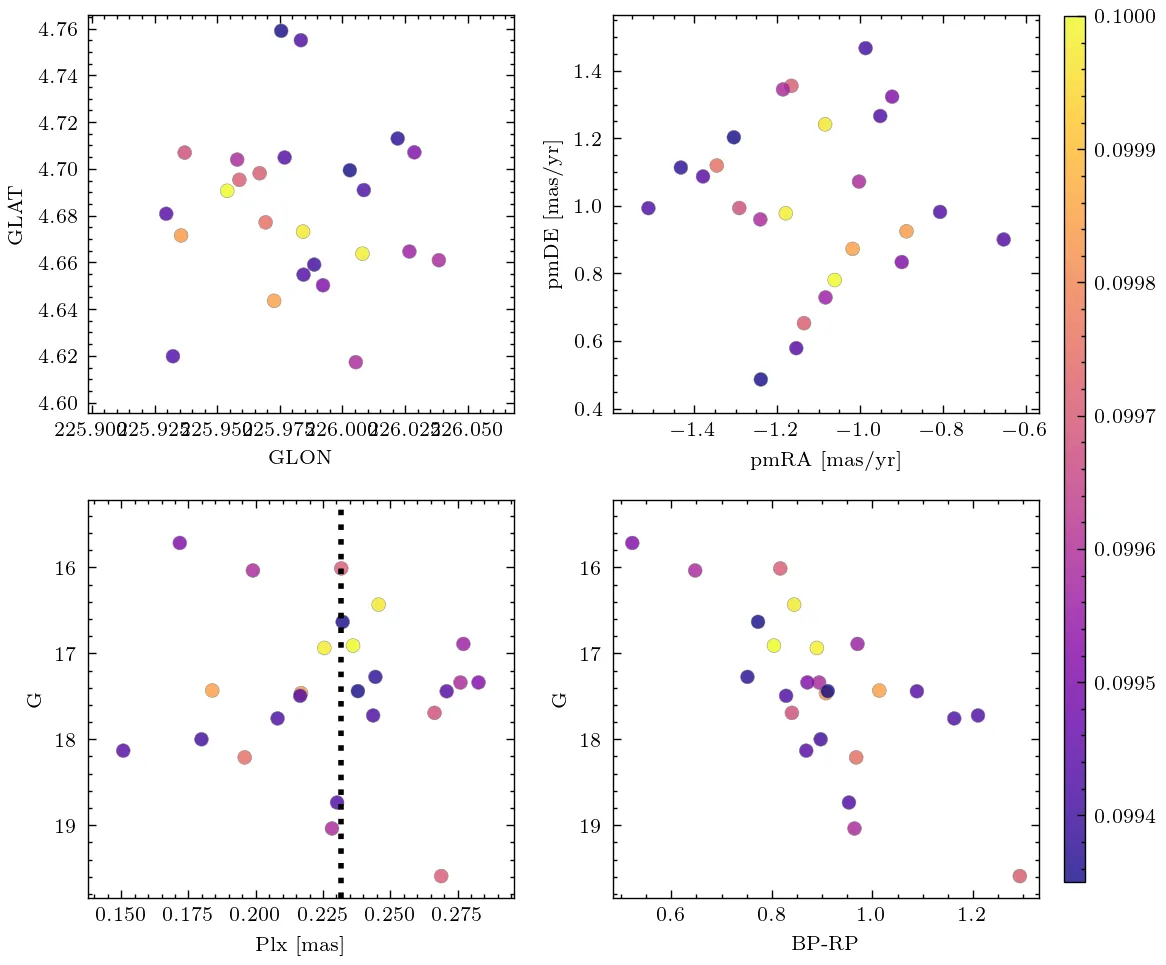 4.76
4.74
4.72
4.70
4.68
4.66
4.64
4.62
4.60
GLAT
225.900 225.925 225.950 225.975 226.000 226.025 226.050
GLON
1.4
1.2
1.0
0.8
0.6
0.4
pmDE [mas/yr]
−1.4 −1.2 −1.0 −0.8 −0.6
pmRA [mas/yr]
0.1000
0.0999
0.0998
0.0997
0.0996
0.0995
0.0994
16
17
18
19
G
0.150 0.175 0.200 0.225 0.250 0.275
Plx [mas]
16
17
18
19
G
0.6 0.8 1.0 1.2
BP-RP